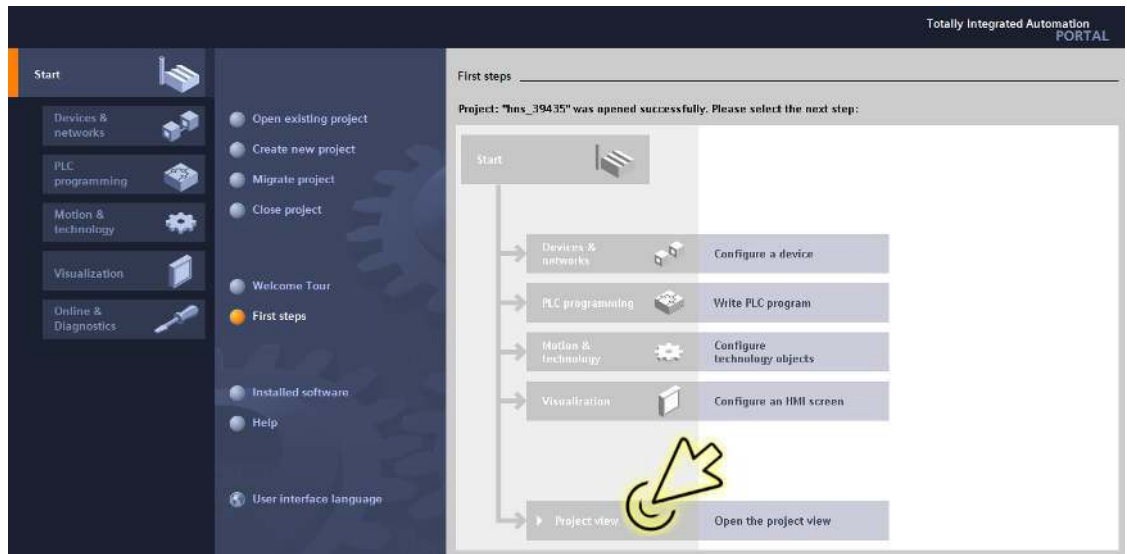 Totally Integrated Automation
PORTAL
Start
Devices &
networks
PLC
programming
Motion &
technology
Visualization
Online &
Diagnostics
Open existing project
Create new project
Migrate project
Close project
Welcome Tour
First steps
Installed software
Help
User interface language
First steps
Project: "hns_39435" was opened successfully. Please select the next step:
Start
Devices &
networks
Configure a device
PLC programming
Write PLC program
Motion &
technology
Configure
technology objects
Visualization
Configure an HMI screen
Project view
Open the project view